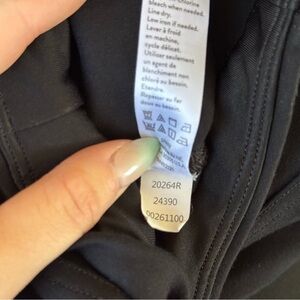 bleach when needed.
Line dry.
Low iron if needed.
Laver à froid
en machine,
cycle délicat.
Utiliser seulement
un agent de
blanchiment non
chloré au besoin.
Étendre.
Repasser au fer
doux au besoin.
20264R
24390
00261100